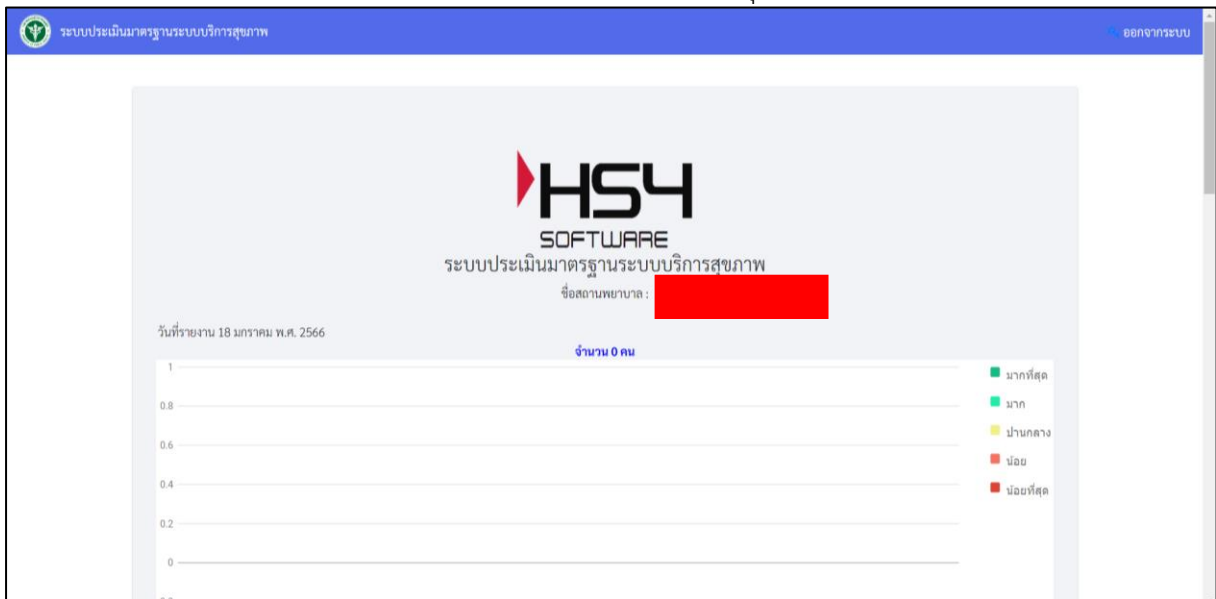 ระบบประเมินมาตรฐานระบบบริการสุขภาพ
ออกจากระบบ
HS4
SOFTWARE
ระบบประเมินมาตรฐานระบบบริการสุขภาพ
ชื่อสถานพยาบาล :
วันที่รายงาน 18 มกราคม พ.ศ. 2566
จำนวน 0 คน
1
0.8
0.6
0.4
0.2
0
มากที่สุด
มาก
ปานกลาง
น้อย
น้อยที่สุด